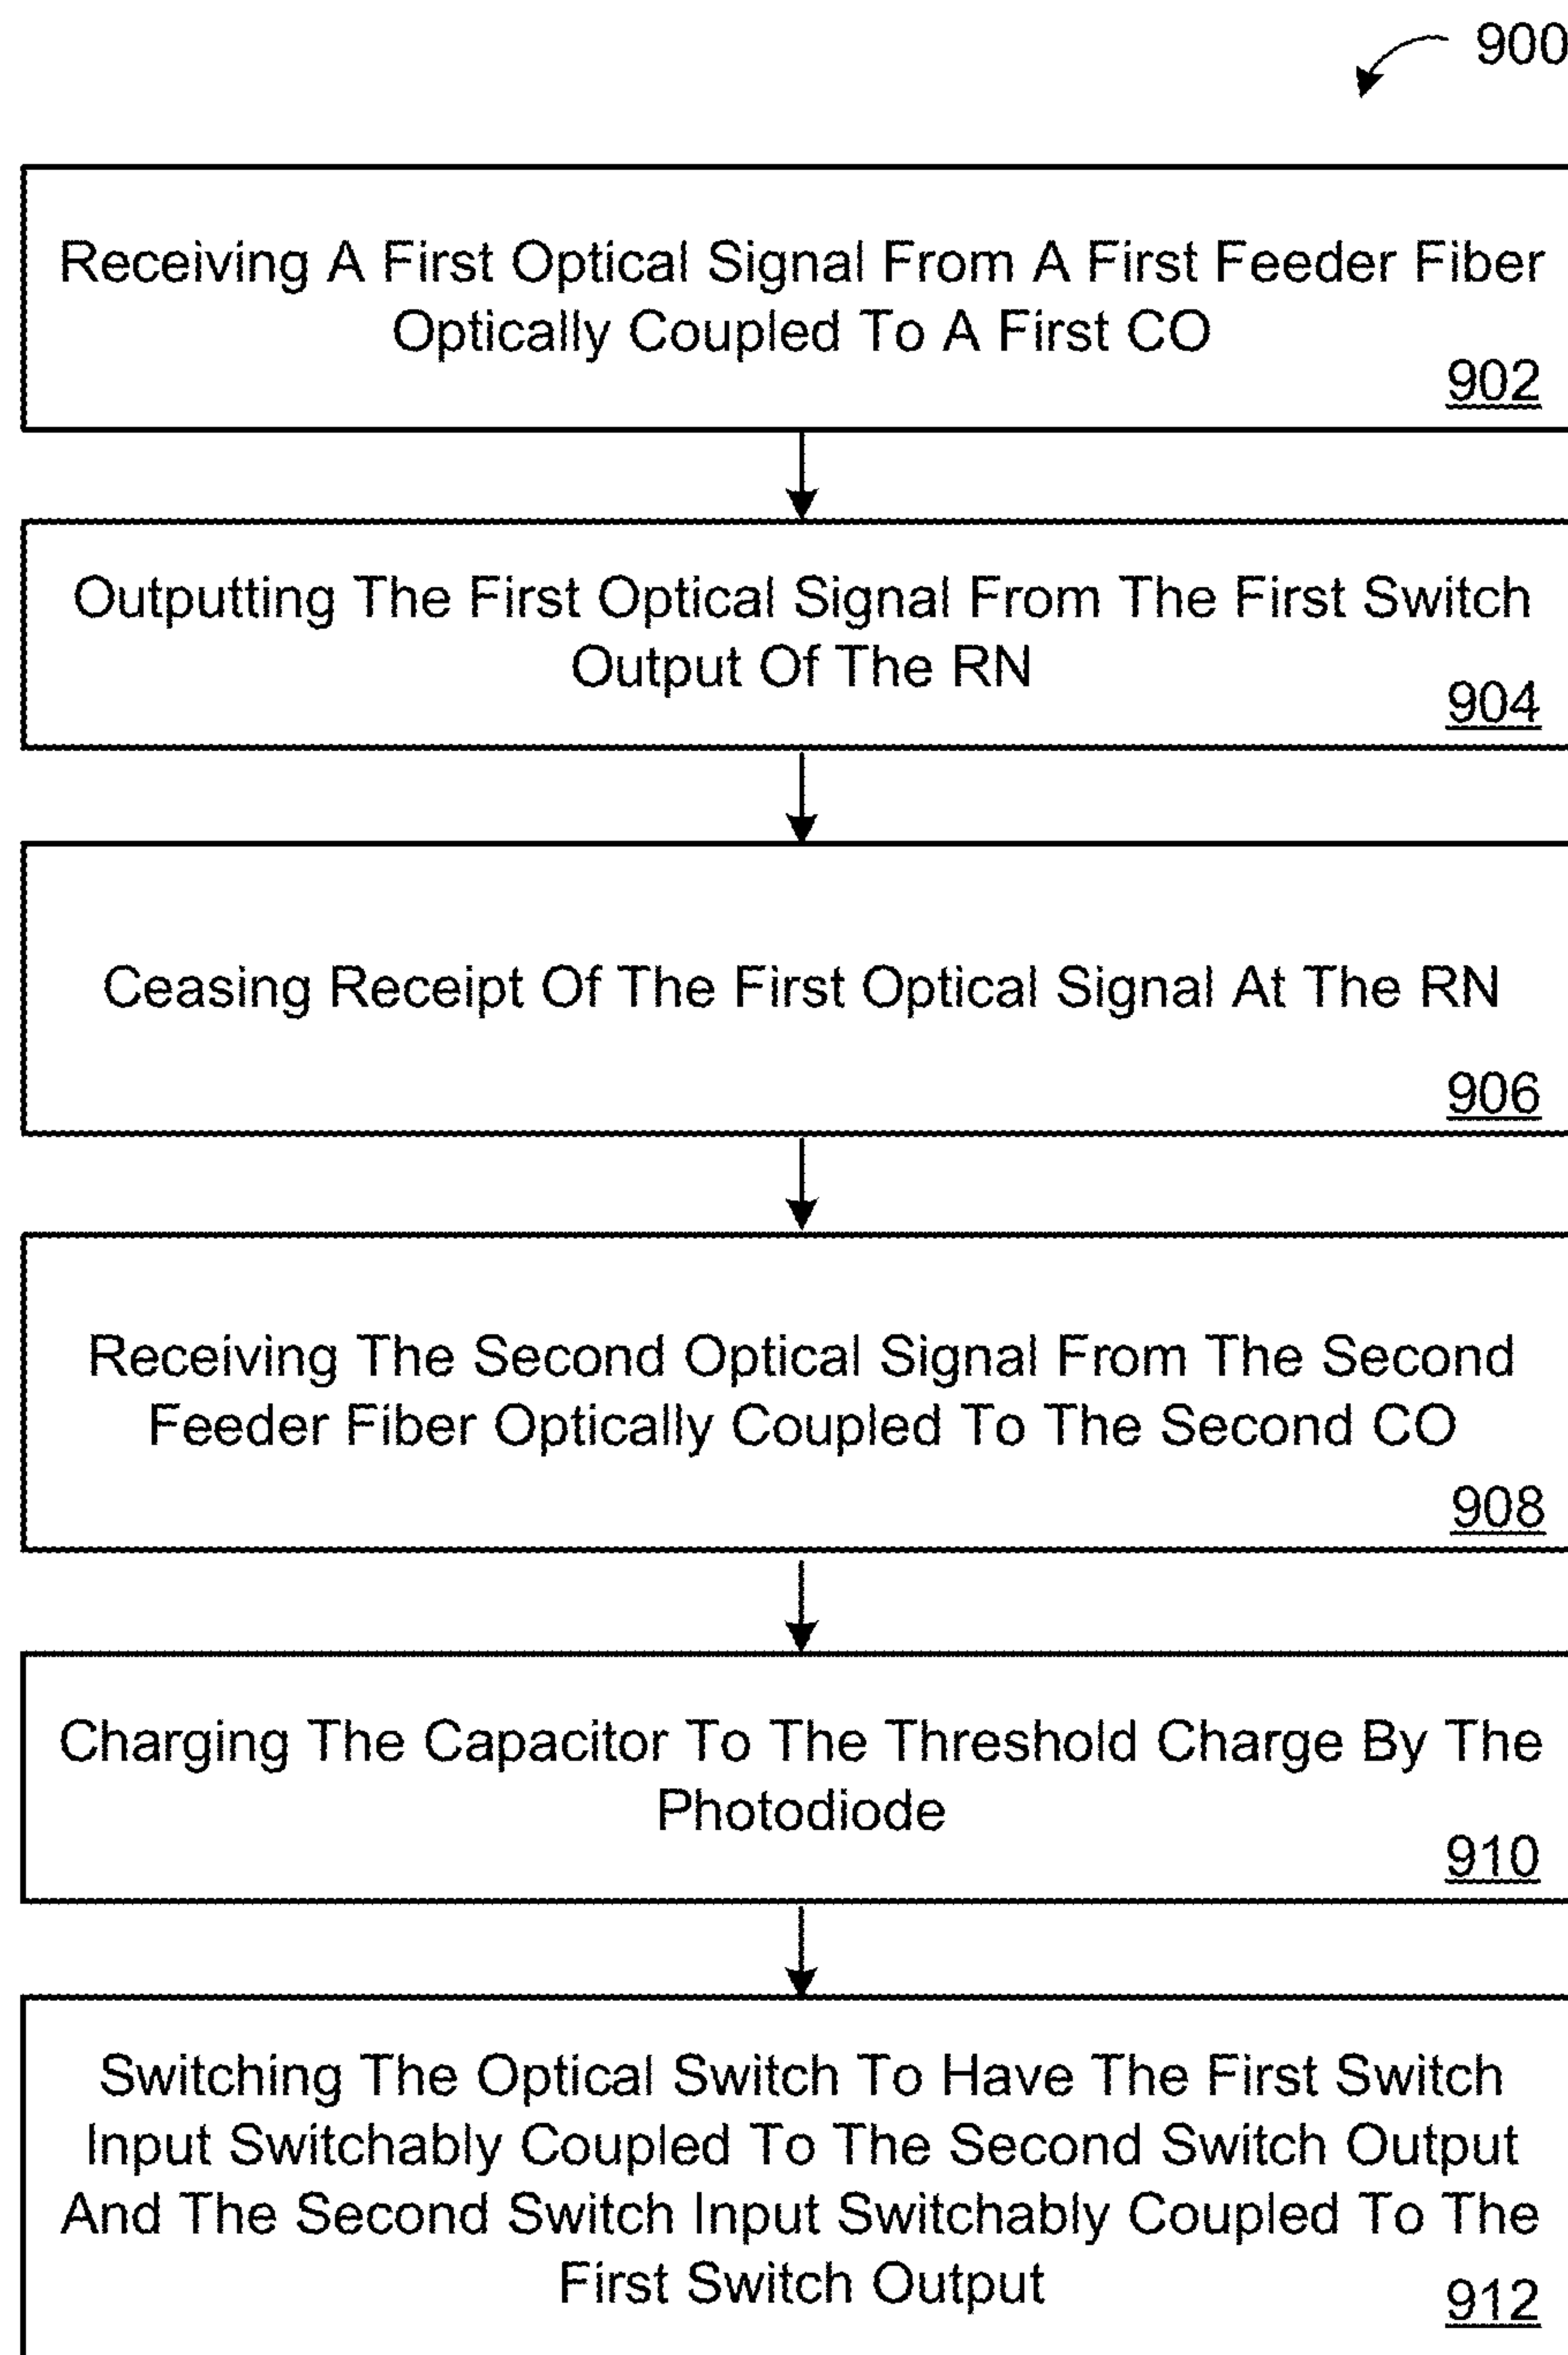 900
Receiving A First Optical Signal From A First Feeder Fiber
Optically Coupled To A First CO
902
Outputting The First Optical Signal From The First Switch
Output Of The RN
904
Ceasing Receipt Of The First Optical Signal At The RN
906
Receiving The Second Optical Signal From The Second
Feeder Fiber Optically Coupled To The Second CO
908
Charging The Capacitor To The Threshold Charge By The
Photodiode
910
Switching The Optical Switch To Have The First Switch
Input Switchably Coupled To The Second Switch Output
And The Second Switch Input Switchably Coupled To The
First Switch Output
912